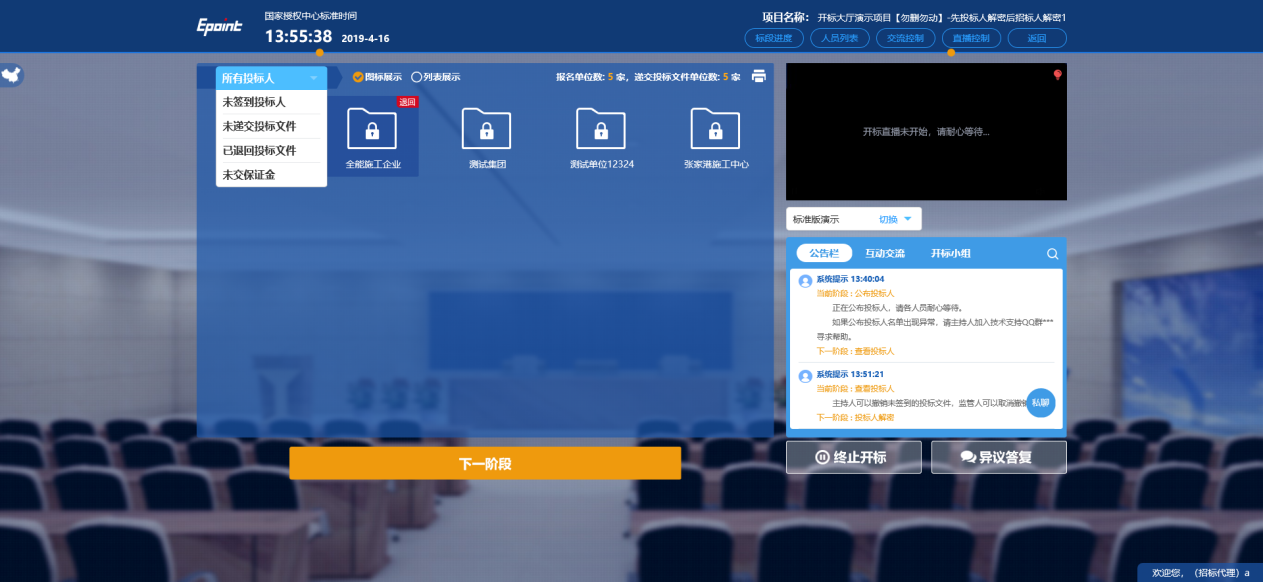 Epoint
国家授权中心标准时间
13:55:38 2019-4-16
项目名称： 开标大厅演示项目【勿删勿动】-先投标人解密后招标人解密1
标段进度 人员列表 交流控制 直播控制 返回
所有投标人
未签到投标人
未递交投标文件
已退回投标文件
未交保证金
图标展示 列表展示
报名单位数: 5 家，递交投标文件单位数: 5 家
退回
全能施工企业 测试集团 测试单位12324 张家港施工中心
下一阶段
开标直播未开始，请耐心等待...
标准版演示 切换
公告栏 互动交流 开标小组
系统提示 13:40:04
当前阶段 : 公布投标人
正在公布投标人，请各人员耐心等待。
如果公布投标人名单出现异常，请主持人加入技术支持QQ群***
寻求帮助。
下一阶段 : 查看投标人
系统提示 13:51:21
当前阶段 : 查看投标人
主持人可以撤销未签到的投标文件，监管人可以取消撤
下一阶段 : 投标人解密
私聊
终止开标 异议答复
欢迎您，（招标代理）a